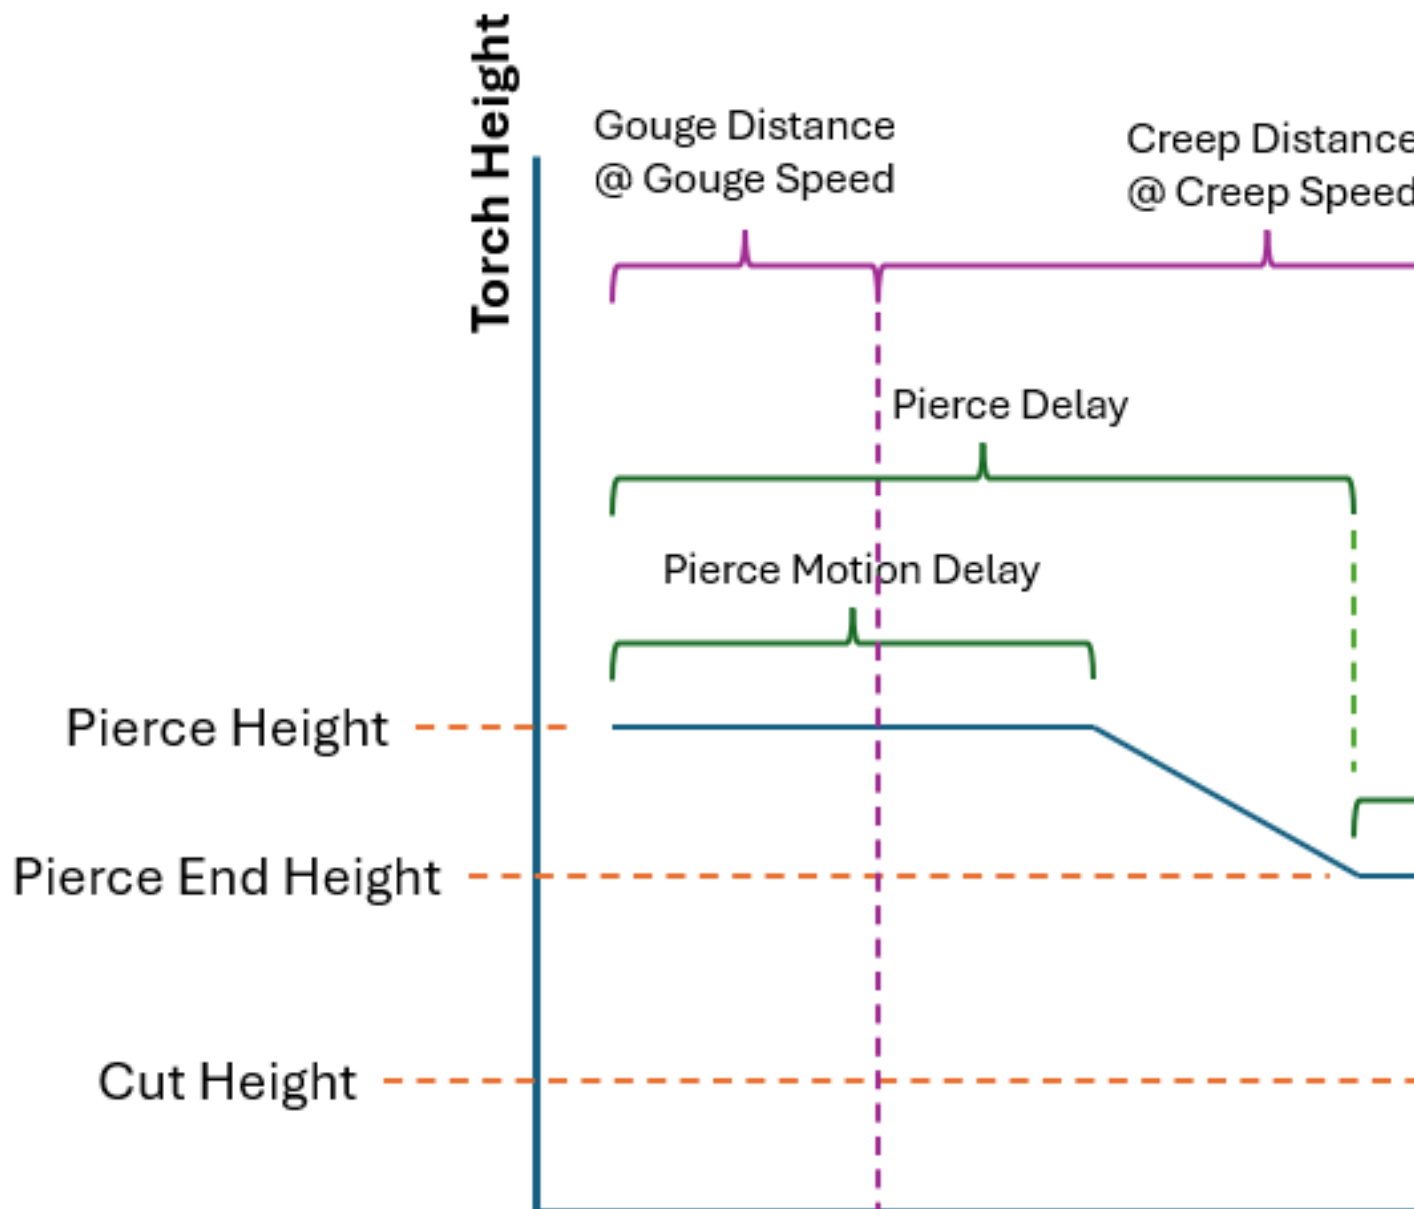 Torch Height
Gouge Distance
@ Gouge Speed
Creep Distance
@ Creep Speed
Pierce Delay
Pierce Motion Delay
Pierce Height
Pierce End Height
Cut Height